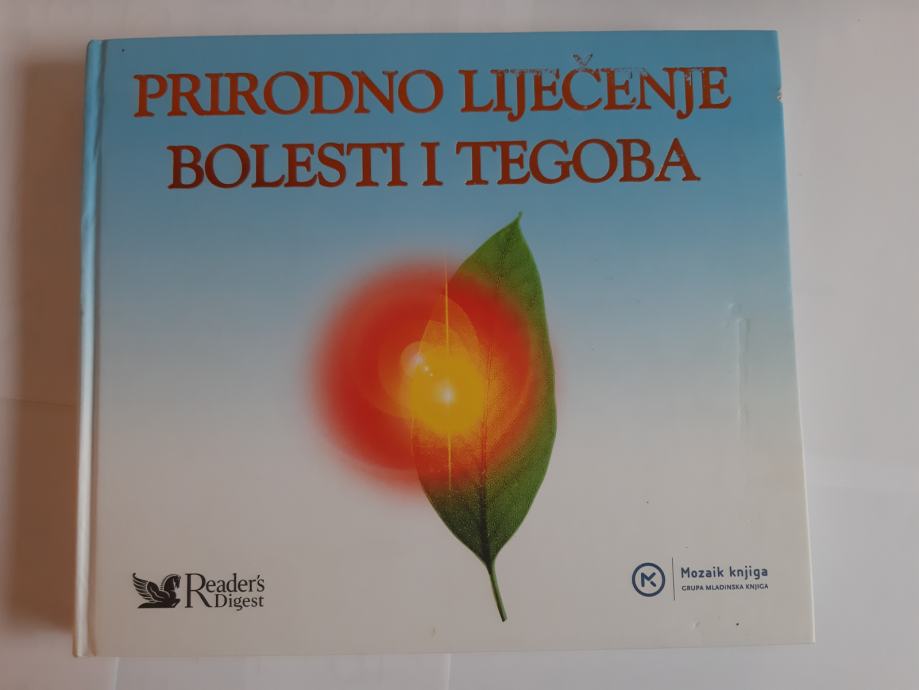 PRIRODNO LIJEČENJE
BOLESTI I TEGOBA
Reader's
Digest
Mozaik knjiga
GRUPA MLADINSKA KNJIGA